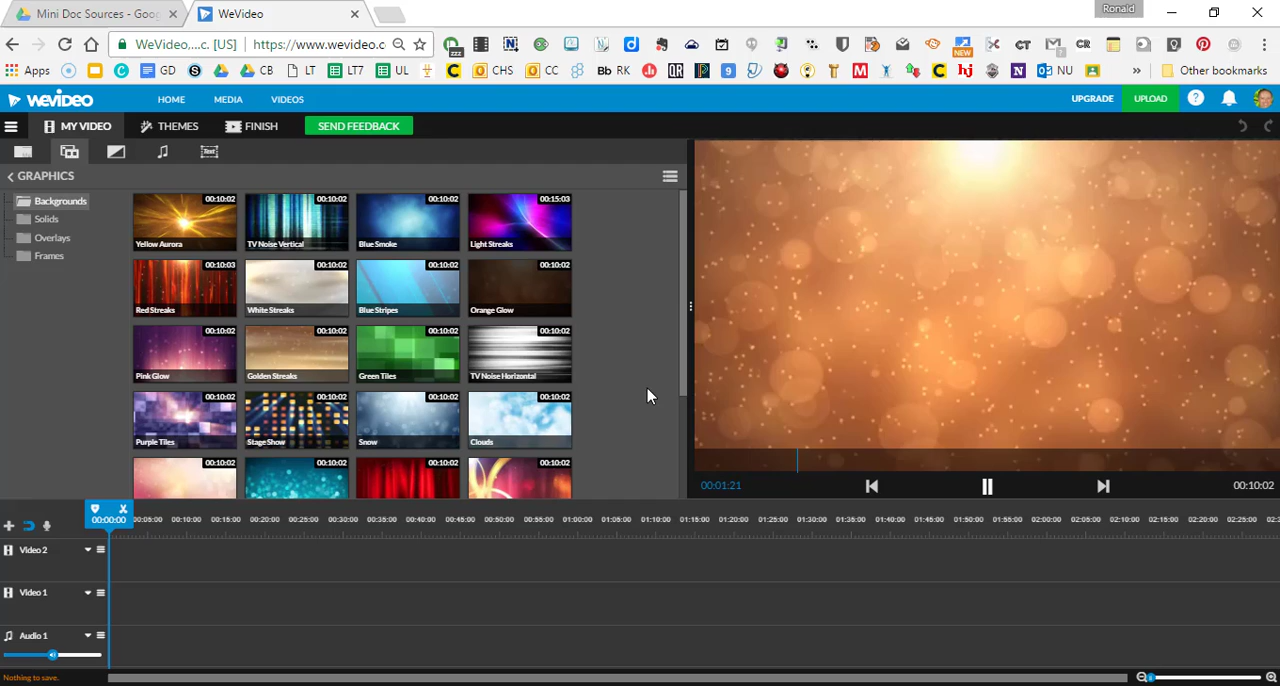 Mini Doc Sources - Goog
WeVideo
Ronald
WeVideo,...c. [US]
https://www.wevideo.c
Apps
GD
CB
LT
LT7
UL
CHS
CC
Bb RK
NU
»
Other bookmarks
WEVIDEO
HOME
MEDIA
VIDEOS
UPGRADE
UPLOAD
MY VIDEO
THEMES
FINISH
SEND FEEDBACK
Text
GRAPHICS
Backgrounds
Solids
Overlays
Frames
00:10:02 00:10:02 00:10:02 00:15:03
Yellow Aurora TV Noise Vertical Blue Smoke Light Streaks
00:10:03 00:10:02 00:10:02 00:10:02
Red Streaks White Streaks Blue Stripes Orange Glow
00:10:02 00:10:02 00:10:02 00:10:02
Pink Glow Golden Streaks Green Tiles TV Noise Horizontal
00:10:02 00:10:02 00:10:02 00:10:02
Purple Tiles Stage Show Snow Clouds
00:10:02 00:10:02 00:10:02 00:10:02
00:01:21
00:10:02
00:00:00 00:05:00 00:10:00 00:15:00 00:20:00 00:25:00 00:30:00 00:35:00 00:40:00 00:45:00 00:50:00 00:55:00 01:00:00 01:05:00 01:10:00 01:15:00 01:20:00 01:25:00 01:30:00 01:35:00 01:40:00 01:45:00 01:50:00 01:55:00 02:00:00 02:05:00 02:10:00 02:15:00 02:20:00 02:25:00
Video 2
Video 1
Audio 1
Nothing to save.